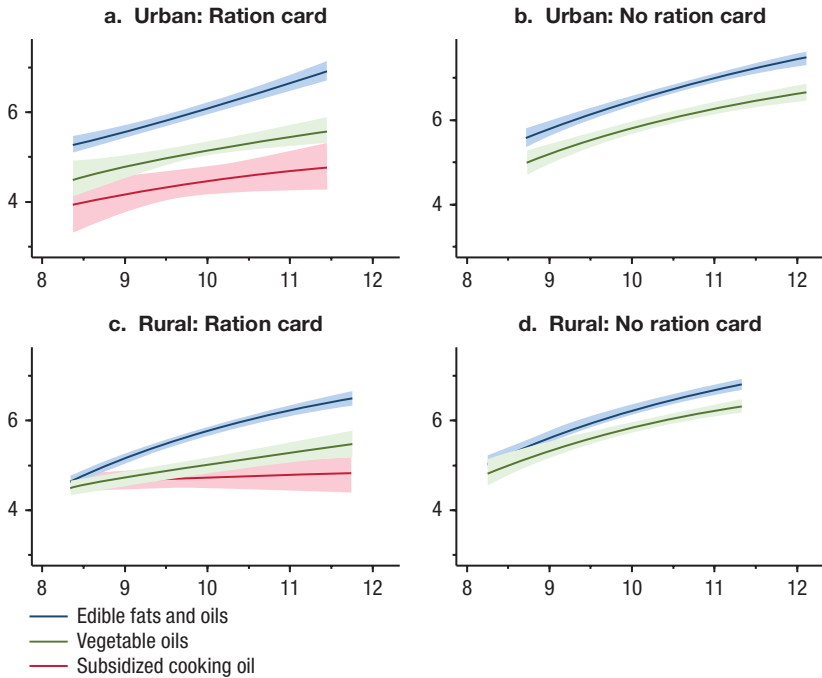 a. Urban: Ration card
b. Urban: No ration card
6
4
8 9 10 11 12
6
4
8 9 10 11 12
c. Rural: Ration card
d. Rural: No ration card
6
4
8 9 10 11 12
6
4
8 9 10 11 12
Edible fats and oils
Vegetable oils
Subsidized cooking oil